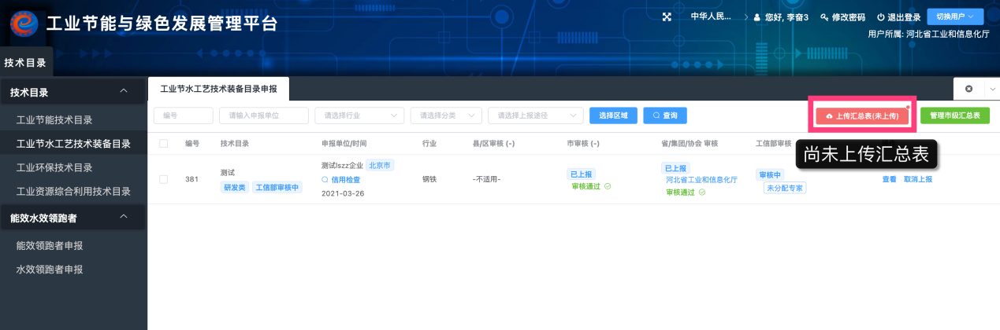 工业节能与绿色发展管理平台
中华人民...
您好, 李奋3
修改密码
退出登录
切换用户
用户所属: 河北省工业和信息化厅
技术目录
技术目录
工业节能技术目录
工业节水工艺技术装备目录
工业环保技术目录
工业资源综合利用技术目录
能效水效领跑者
能效领跑者申报
水效领跑者申报
工业节水工艺技术装备目录申报
编号
请输入申报单位
请选择行业
请选择分类
请选择上报途径
选择区域
查询
上传汇总表(未上传)
管理市级汇总表
尚未上传汇总表
编号
技术目录
申报单位/时间
行业
县/区审核 (-)
市审核 (-)
省/集团/协会 审核
工信部审核
381
测试
研发类 工信部审核中
测试lszz企业 北京市
信用检查
2021-03-26
钢铁
-不适用-
已上报
审核通过
已上报
河北省工业和信息化厅
审核通过
审核中
未分配专家
查看 取消上报